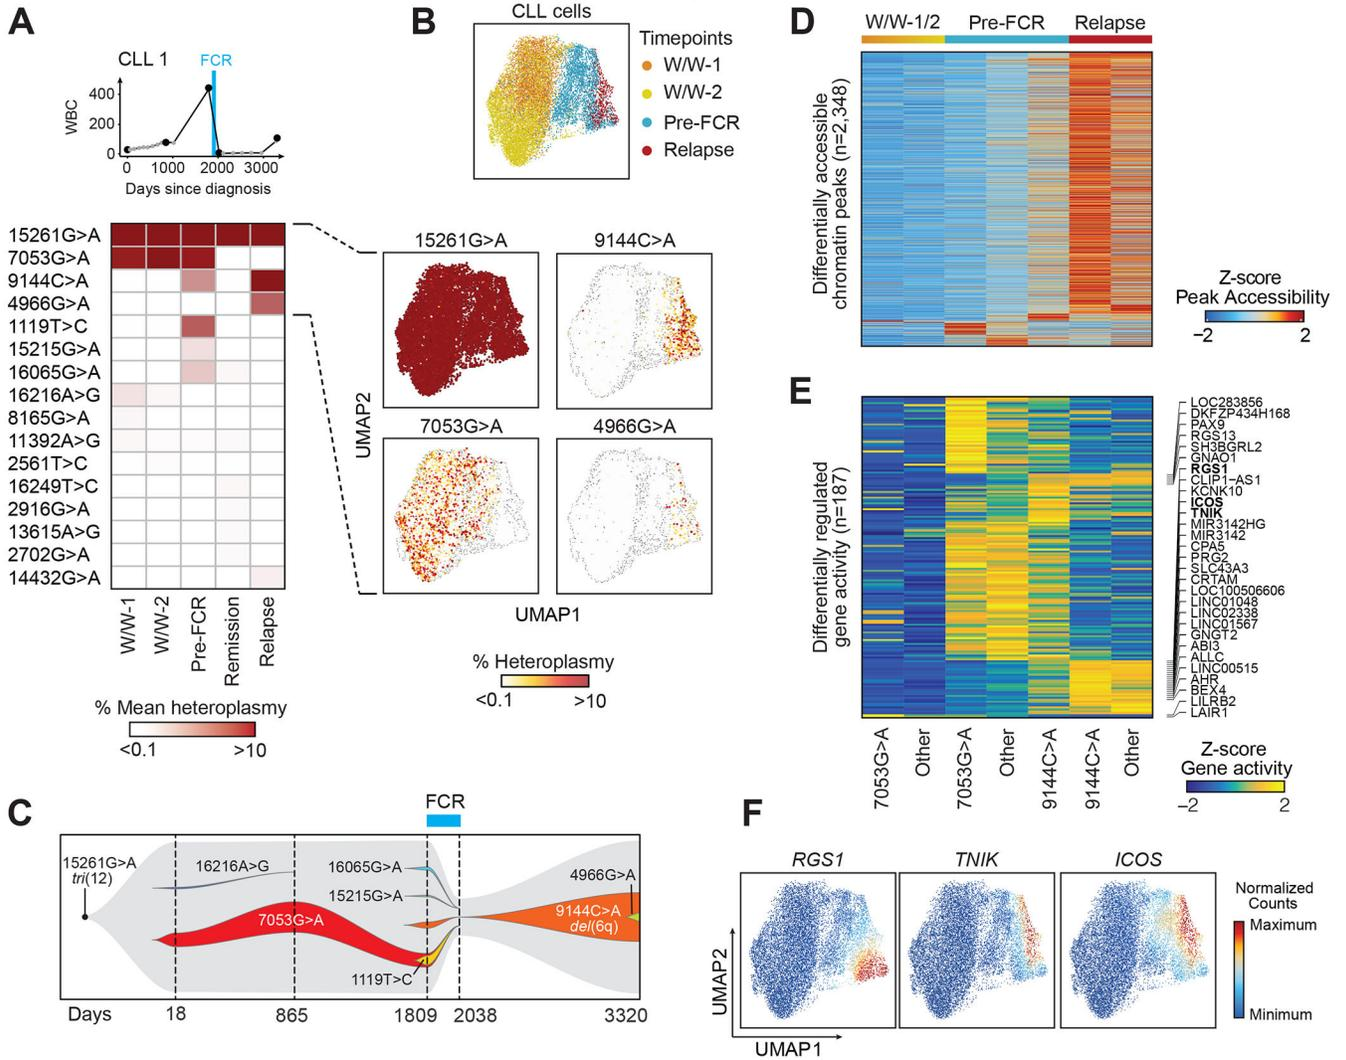 A
CLL 1
FCR
WBC
400
200
0
0
1000
2000
3000
Days since diagnosis
15261G>A
7053G>A
9144C>A
4966G>A
1119T>C
15215G>A
16065G>A
16216A>G
8165G>A
11392A>G
2561T>C
16249T>C
2916G>A
13615A>G
2702G>A
14432G>A
W/W-1
W/W-2
Pre-FCR
Remission
Relapse
% Mean heteroplasmy
<0.1
>10
B
CLL cells
Timepoints
W/W-1
W/W-2
Pre-FCR
Relapse
15261G>A
9144C>A
7053G>A
4966G>A
UMAP2
UMAP1
% Heteroplasmy
<0.1
>10
C
FCR
15261G>A
tri(12)
16216A>G
7053G>A
16065G>A
15215G>A
1119T>C
9144C>A
del(6q)
4966G>A
Days
18
865
1809
2038
3320
D
W/W-1/2
Pre-FCR
Relapse
Differentially accessible
chromatin peaks (n=2,348)
Z-score
Peak Accessibility
−2
2
E
Differentially regulated
gene activity (n=187)
LOC283856
DKFZP434H168
PAX9
RGS13
SH3BGRL2
GNAO1
RGS1
CLIP1−AS1
KCNK10
ICOS
TNIK
MIR3142HG
MIR3142
CPA5
PRG2
SLC43A3
CRTAM
LOC100506606
LINC01048
LINC02338
LINC01567
GNGT2
ABI3
ALLC
LINC00515
AHR
BEX4
LILRB2
LAIR1
7053G>A
Other
7053G>A
Other
9144C>A
9144C>A
Other
Z-score
Gene activity
−2
2
F
RGS1
TNIK
ICOS
UMAP2
UMAP1
Normalized
Counts
Maximum
Minimum